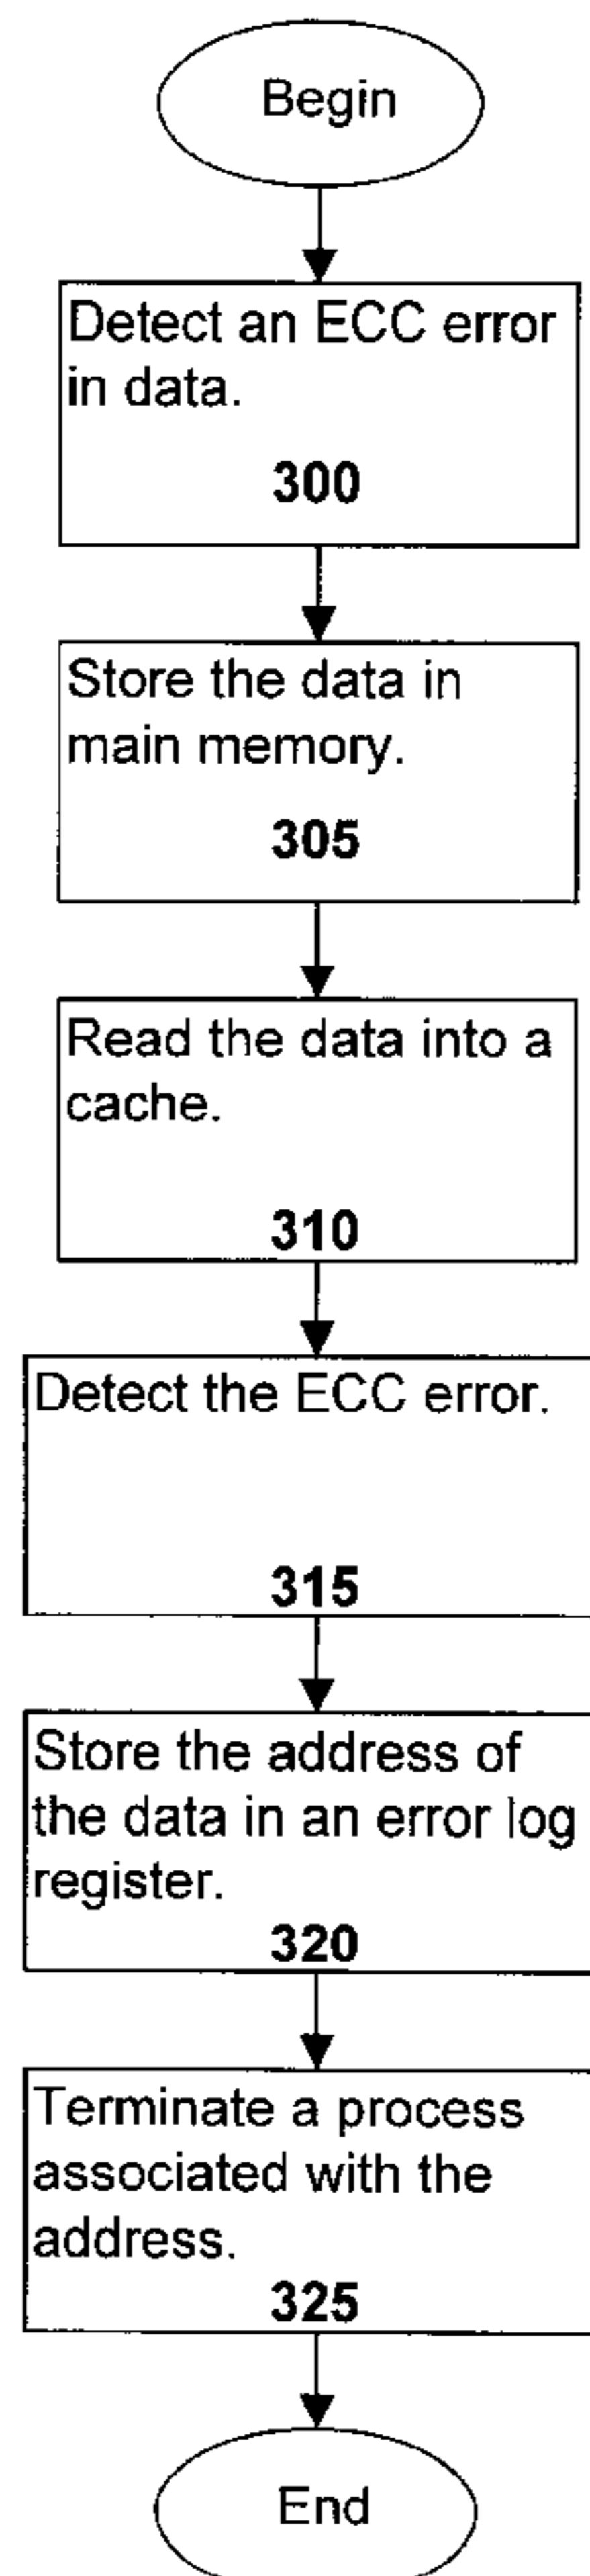 Begin
Detect an ECC error
in data.
300
Store the data in
main memory.
305
Read the data into a
cache.
310
Detect the ECC error.
315
Store the address of
the data in an error log
register.
320
Terminate a process
associated with the
address.
325
End